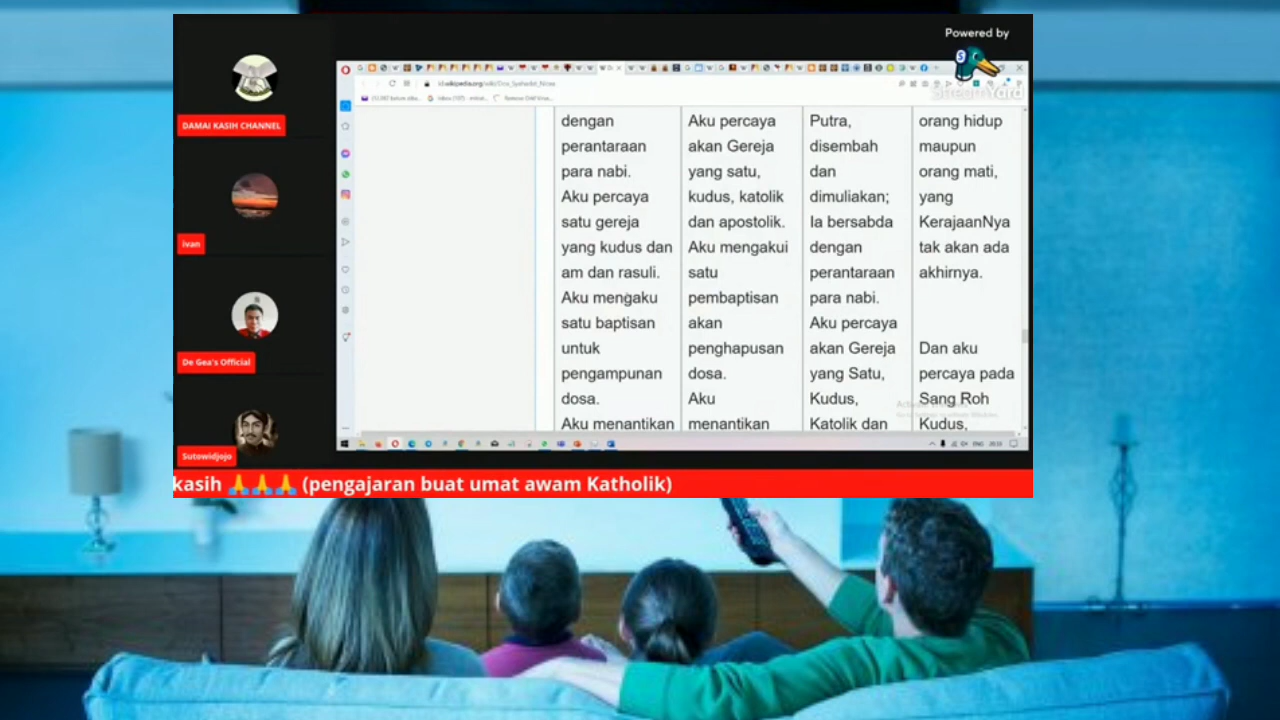 Powered by
StreamYard
DAMAI KASIH CHANNEL
ivan
De Gea's Official
Sutowidjojo
dengan
perantaraan
para nabi.
Aku percaya
satu gereja
yang kudus dan
am dan rasuli.
Aku mengaku
satu baptisan
untuk
pengampunan
dosa.
Aku menantikan
Aku percaya
akan Gereja
yang satu,
kudus, katolik
dan apostolik.
Aku mengakui
satu
pembaptisan
akan
penghapusan
dosa.
Aku
menantikan
Putra,
disembah
dan
dimuliakan;
Ia bersabda
dengan
perantaraan
para nabi.
Aku percaya
akan Gereja
yang Satu,
Kudus,
Katolik dan
orang hidup
maupun
orang mati,
yang
KerajaanNya
tak akan ada
akhirnya.
Dan aku
percaya pada
Sang Roh
Kudus,
kasih 🙏🙏🙏 (pengajaran buat umat awam Katholik)